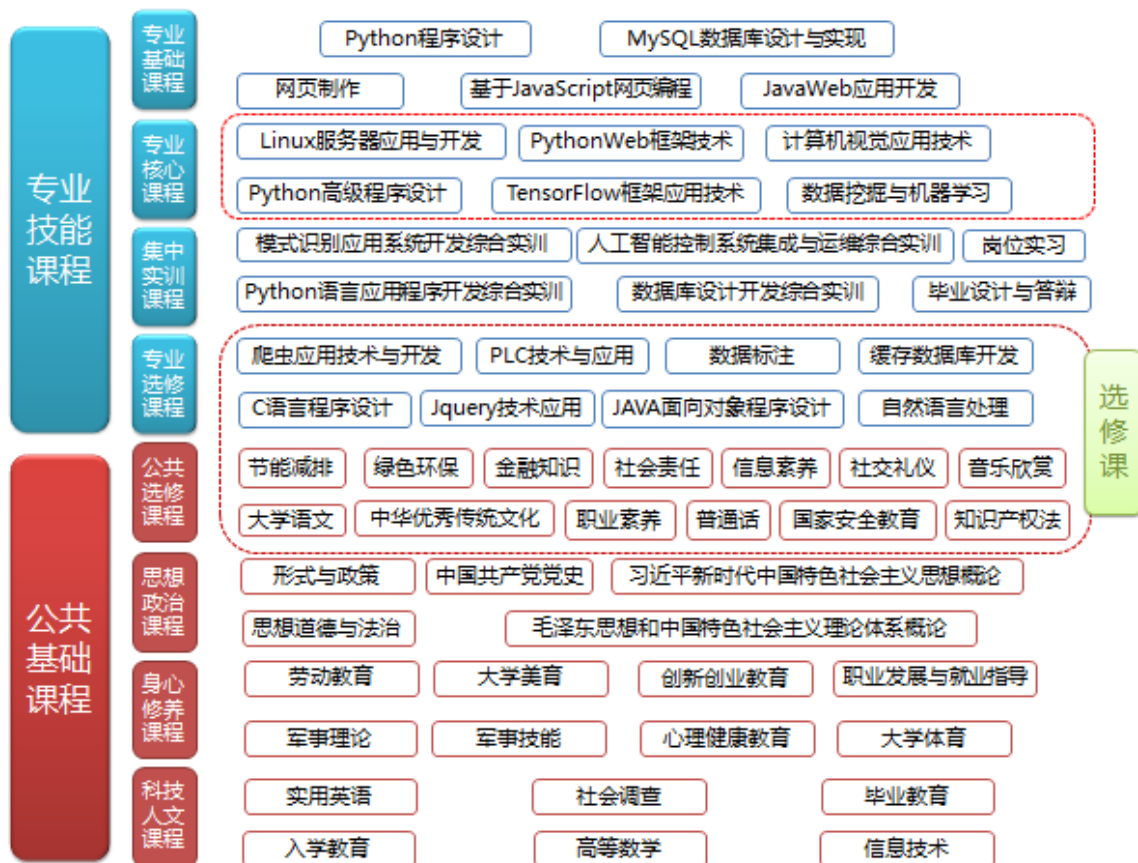 专业技能课程
专业基础课程
Python程序设计
MySQL数据库设计与实现
网页制作
基于JavaScript网页编程
JavaWeb应用开发
专业核心课程
Linux服务器应用与开发
PythonWeb框架技术
计算机视觉应用技术
Python高级程序设计
TensorFlow框架应用技术
数据挖掘与机器学习
集中实训课程
模式识别应用系统开发综合实训
人工智能控制系统集成与运维综合实训
岗位实习
Python语言应用程序开发综合实训
数据库设计开发综合实训
毕业设计与答辩
专业选修课程
爬虫应用技术与开发
PLC技术与应用
数据标注
缓存数据库开发
C语言程序设计
Jquery技术应用
JAVA面向对象程序设计
自然语言处理
选修课
公共基础课程
公共选修课程
节能减排
绿色环保
金融知识
社会责任
信息素养
社交礼仪
音乐欣赏
大学语文
中华优秀传统文化
职业素养
普通话
国家安全教育
知识产权法
思想政治课程
形式与政策
中国共产党党史
习近平新时代中国特色社会主义思想概论
思想道德与法治
毛泽东思想和中国特色社会主义理论体系概论
身心修养课程
劳动教育
大学美育
创新创业教育
职业发展与就业指导
军事理论
军事技能
心理健康教育
大学体育
科技人文课程
实用英语
社会调查
毕业教育
入学教育
高等数学
信息技术